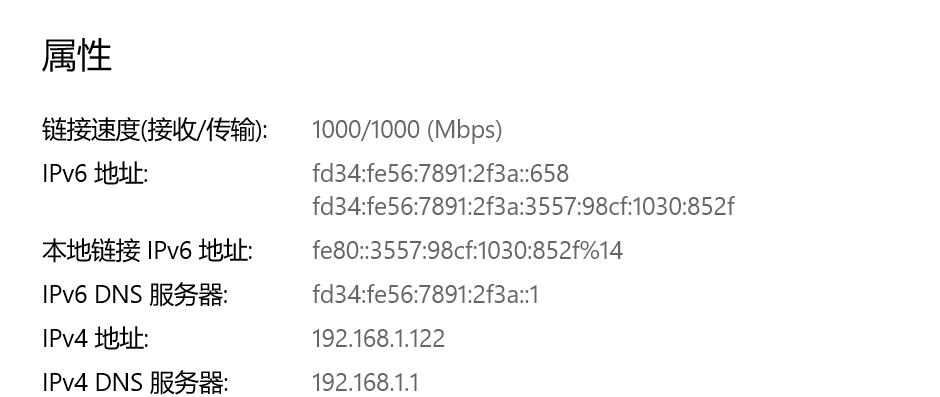 属性
链接速度(接收/传输): 1000/1000 (Mbps)
IPv6 地址: fd34:fe56:7891:2f3a::658
fd34:fe56:7891:2f3a:3557:98cf:1030:852f
本地链接 IPv6 地址: fe80::3557:98cf:1030:852f%14
IPv6 DNS 服务器: fd34:fe56:7891:2f3a::1
IPv4 地址: 192.168.1.122
IPv4 DNS 服务器: 192.168.1.1